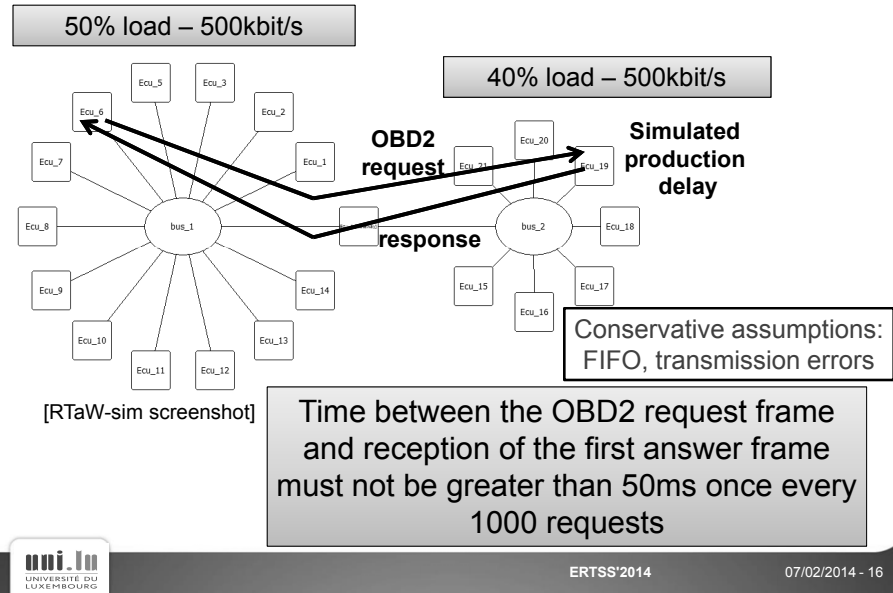 50% load – 500kbit/s
40% load – 500kbit/s
Ecu_5
Ecu_3
Ecu_6
Ecu_2
Ecu_7
Ecu_1
Ecu_8
bus_1
Ecu_9
Ecu_14
Ecu_10
Ecu_13
Ecu_11
Ecu_12
OBD2
request
response
Ecu_20
Ecu_21
Ecu_19
bus_2
Ecu_18
Ecu_15
Ecu_17
Ecu_16
Simulated
production
delay
Conservative assumptions:
FIFO, transmission errors
[RTaW-sim screenshot]
Time between the OBD2 request frame
and reception of the first answer frame
must not be greater than 50ms once every
1000 requests
uni.lu
UNIVERSITÉ DU
LUXEMBOURG
ERTSS'2014
07/02/2014 - 16